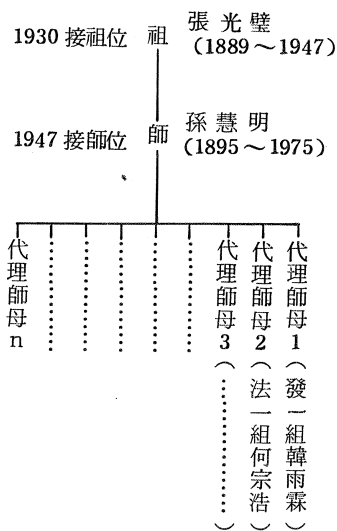 1930 接祖位 祖 張光璧
(1889～1947)
1947 接師位 師 孫慧明
(1895～1975)
代理師母1(發一組韓雨霖)
代理師母2(法一組何宗浩)
代理師母3(…………)
…………
…………
…………
…………
…………
代理師母n